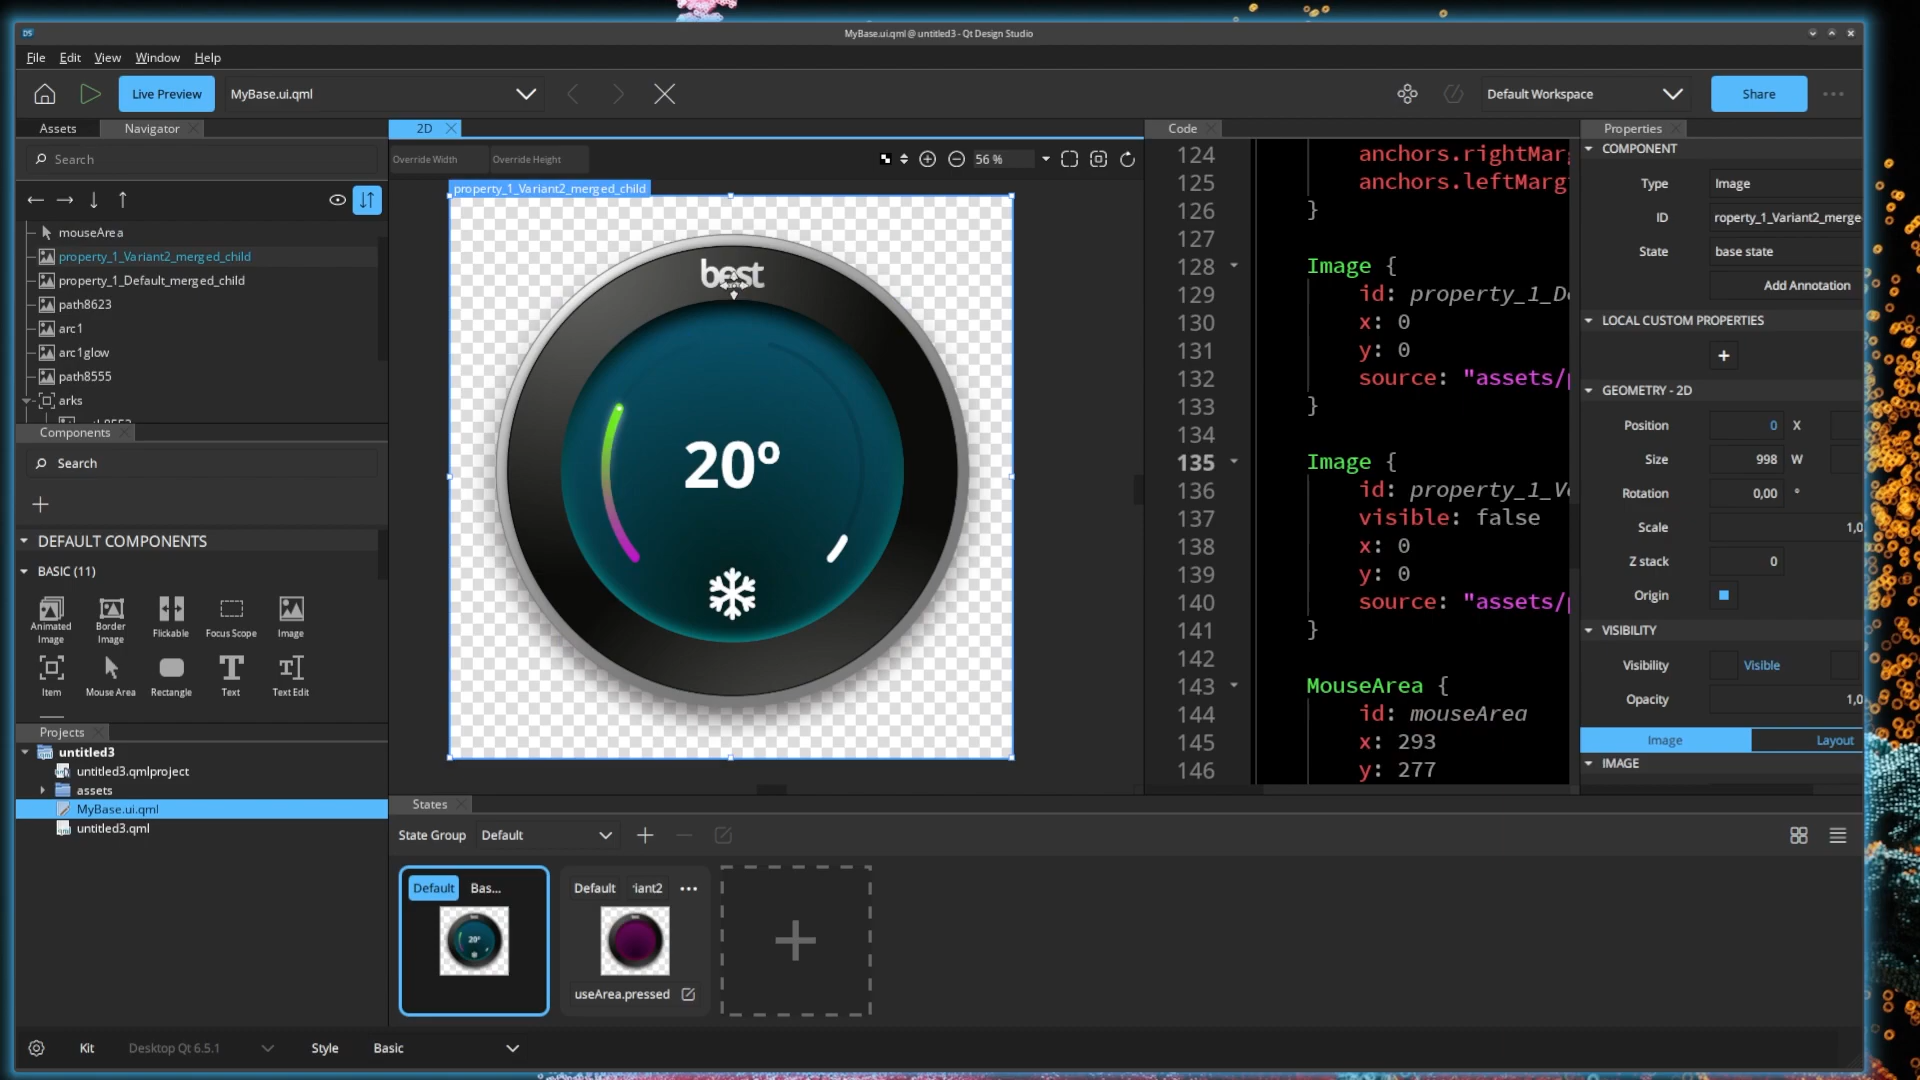 MyBase.ui.qml @ untitled3 - Qt Design Studio
File Edit View Window Help
Live Preview
MyBase.ui.qml
Default Workspace
Share
Assets
Navigator
Search
mouseArea
property_1_Variant2_merged_child
property_1_Default_merged_child
path8623
arc1
arc1glow
path8555
arks
Components
Search
DEFAULT COMPONENTS
BASIC (11)
Animated Image
Border Image
Flickable
Focus Scope
Image
Item
Mouse Area
Rectangle
Text
Text Edit
Projects
untitled3
untitled3.qmlproject
assets
MyBase.ui.qml
untitled3.qml
2D
Override Width
Override Height
56 %
property_1_Variant2_merged_child
best
20º
Code
124 anchors.rightMar
125 anchors.leftMarg
126 }
127
128 Image {
129 id: property_1_D
130 x: 0
131 y: 0
132 source: "assets/
133 }
134
135 Image {
136 id: property_1_V
137 visible: false
138 x: 0
139 y: 0
140 source: "assets/
141 }
142
143 MouseArea {
144 id: mouseArea
145 x: 293
146 y: 277
Properties
COMPONENT
Type Image
ID roperty_1_Variant2_merge
State base state
Add Annotation
LOCAL CUSTOM PROPERTIES
GEOMETRY - 2D
Position 0 X
Size 998 W
Rotation 0,00 °
Scale 1,0
Z stack 0
Origin
VISIBILITY
Visibility Visible
Opacity 1,0
Image Layout
IMAGE
States
State Group Default
Default Bas...
Default 'iant2
useArea.pressed
Kit Desktop Qt 6.5.1 Style Basic
DS